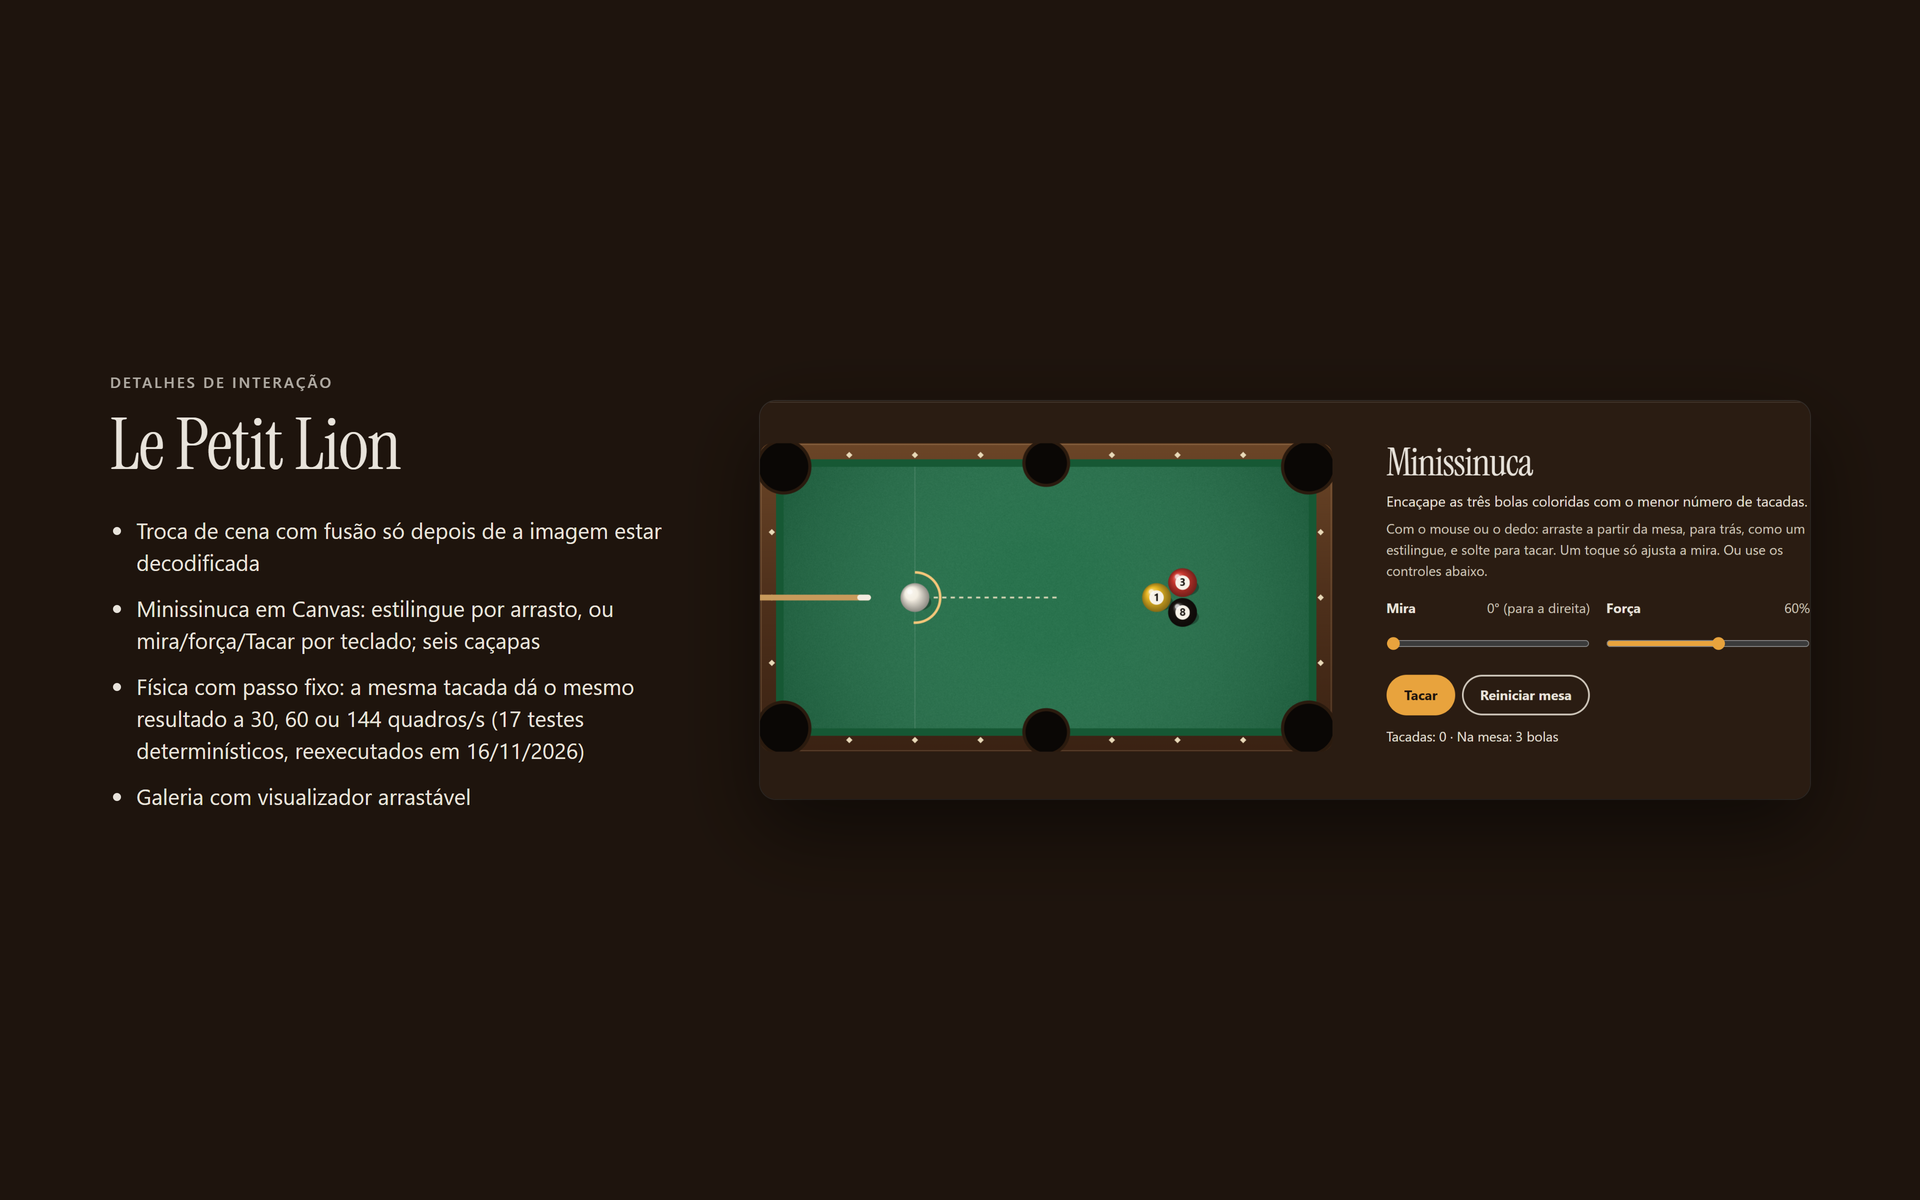 DETALHES DE INTERAÇÃO
Le Petit Lion
• Troca de cena com fusão só depois de a imagem estar
decodificada
• Minissinuca em Canvas: estilingue por arrasto, ou
mira/força/Tacar por teclado; seis caçapas
• Física com passo fixo: a mesma tacada dá o mesmo
resultado a 30, 60 ou 144 quadros/s (17 testes
determinísticos, reexecutados em 16/11/2026)
• Galeria com visualizador arrastável
3
1
8
Minissinuca
Encaçape as três bolas coloridas com o menor número de tacadas.
Com o mouse ou o dedo: arraste a partir da mesa, para trás, como um
estilingue, e solte para tacar. Um toque só ajusta a mira. Ou use os
controles abaixo.
Mira 0° (para a direita) Força 60%
Tacar Reiniciar mesa
Tacadas: 0 · Na mesa: 3 bolas